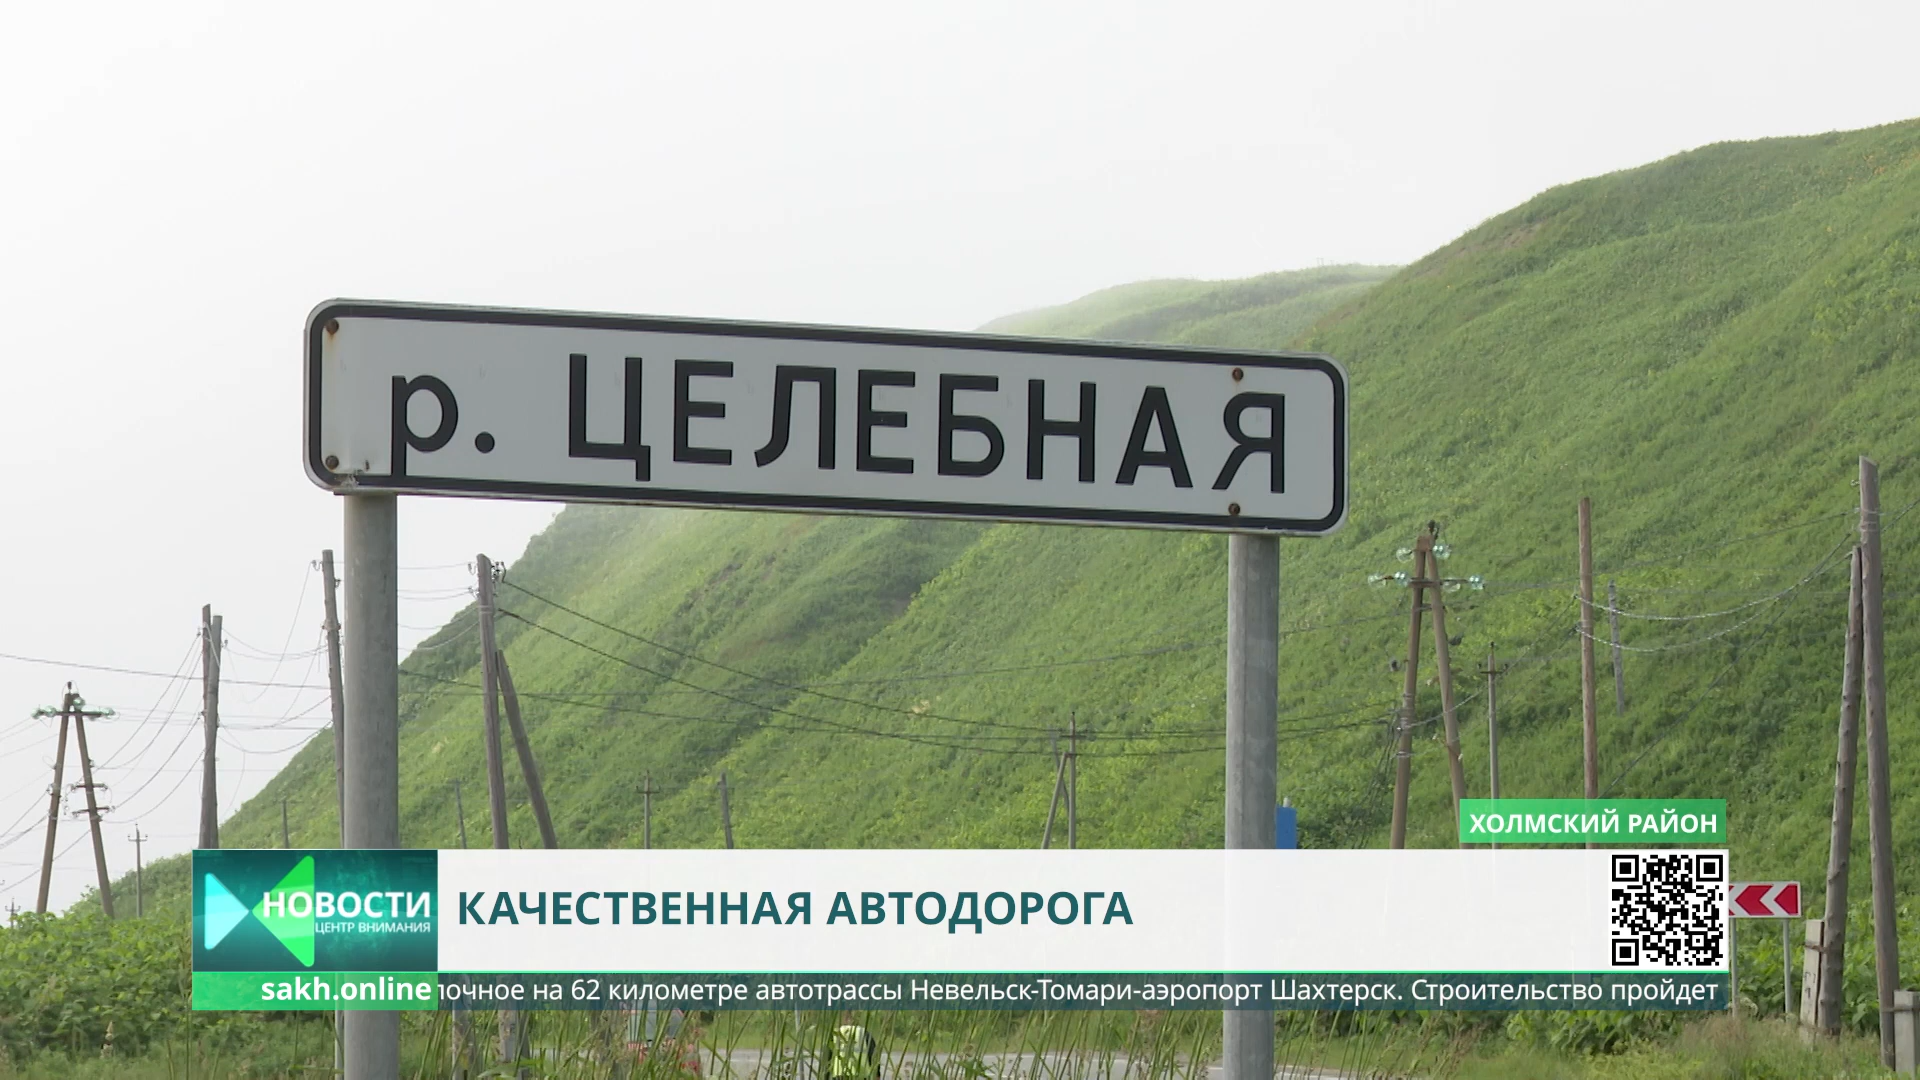 р. ЦЕЛЕБНАЯ
ХОЛМСКИЙ РАЙОН
НОВОСТИ
ЦЕНТР ВНИМАНИЯ
КАЧЕСТВЕННАЯ АВТОДОРОГА
sakh.online
на 62 километре автотрассы Невельск-Томари-аэропорт Шахтерск. Строительство пройдет